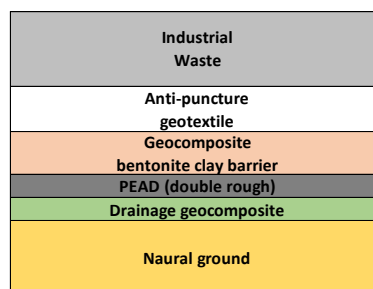 Industrial
Waste
Anti-puncture
geotextile
Geocomposite
bentonite clay barrier
PEAD (double rough)
Drainage geocomposite
Naural ground